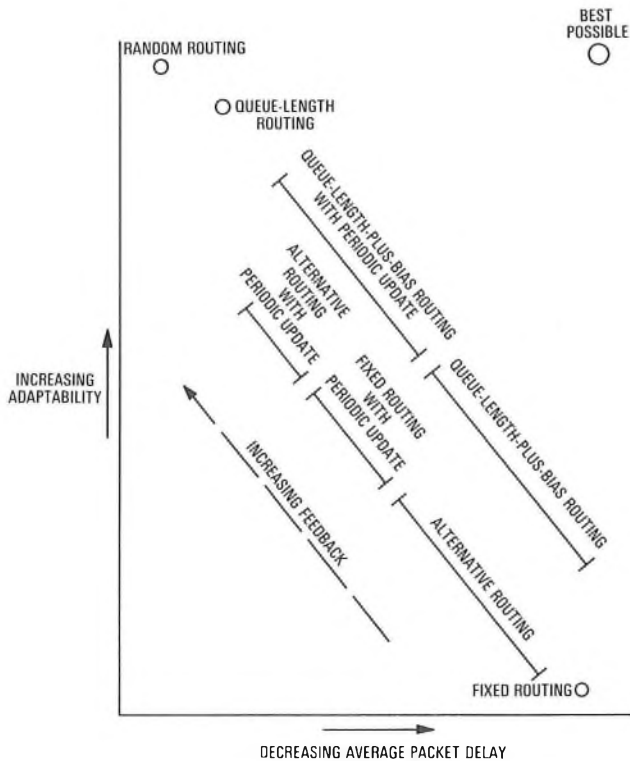 BEST
POSSIBLE
RANDOM ROUTING
QUEUE-LENGTH
ROUTING
QUEUE-LENGTH-PLUS-BIAS ROUTING
WITH PERIODIC UPDATE
ALTERNATIVE
ROUTING
WITH
PERIODIC UPDATE
FIXED ROUTING
WITH
PERIODIC UPDATE
QUEUE-LENGTH-PLUS-BIAS ROUTING
INCREASING
ADAPTABILITY
INCREASING FEEDBACK
ALTERNATIVE ROUTING
FIXED ROUTING
DECREASING AVERAGE PACKET DELAY